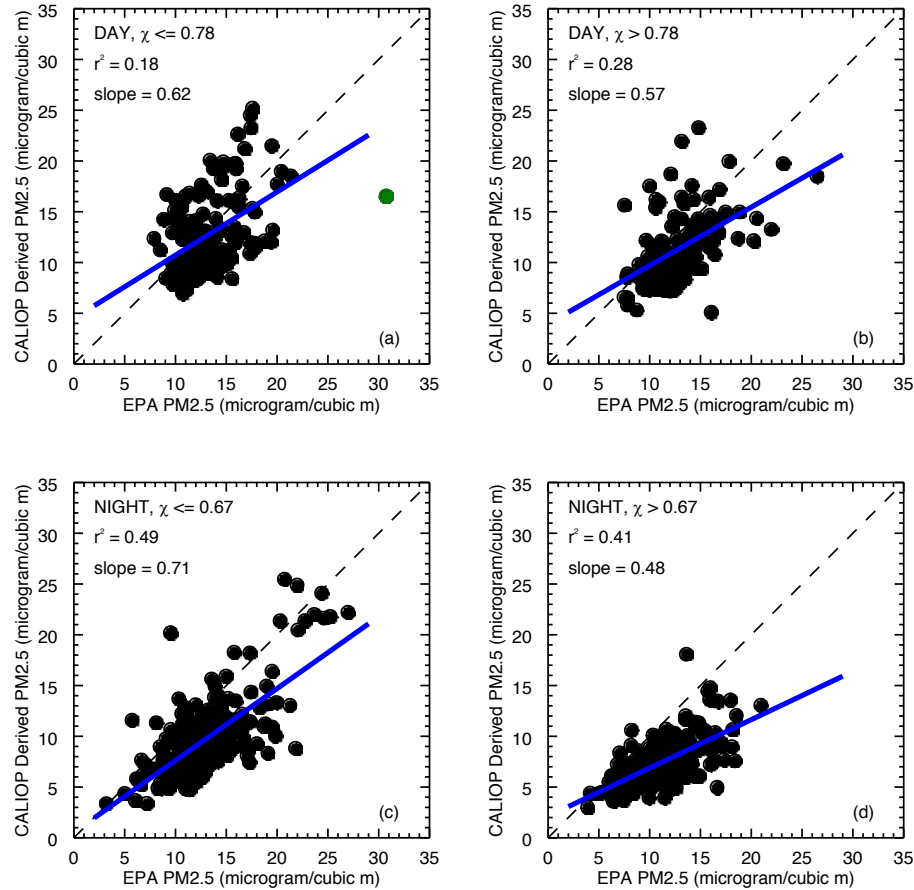 DAY, χ <= 0.78
r² = 0.18
slope = 0.62
(a)
35
30
25
20
15
10
5
0
0 5 10 15 20 25 30 35
CALIOP Derived PM2.5 (microgram/cubic m)
EPA PM2.5 (microgram/cubic m)
DAY, χ > 0.78
r² = 0.28
slope = 0.57
(b)
35
30
25
20
15
10
5
0
0 5 10 15 20 25 30 35
CALIOP Derived PM2.5 (microgram/cubic m)
EPA PM2.5 (microgram/cubic m)
NIGHT, χ <= 0.67
r² = 0.49
slope = 0.71
(c)
35
30
25
20
15
10
5
0
0 5 10 15 20 25 30 35
CALIOP Derived PM2.5 (microgram/cubic m)
EPA PM2.5 (microgram/cubic m)
NIGHT, χ > 0.67
r² = 0.41
slope = 0.48
(d)
35
30
25
20
15
10
5
0
0 5 10 15 20 25 30 35
CALIOP Derived PM2.5 (microgram/cubic m)
EPA PM2.5 (microgram/cubic m)